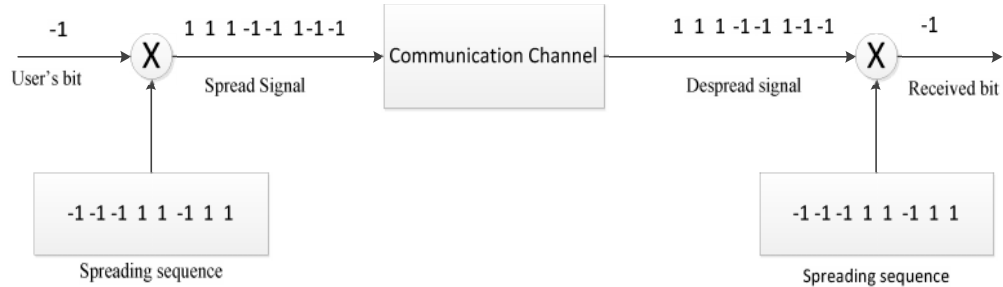 -1
1 1 1 -1 -1 1 -1 -1
Communication Channel
1 1 1 -1 -1 1 -1 -1
-1
User's bit
Spread Signal
Despread signal
Received bit
X
X
-1 -1 -1 1 1 -1 1 1
-1 -1 -1 1 1 -1 1 1
Spreading sequence
Spreading sequence